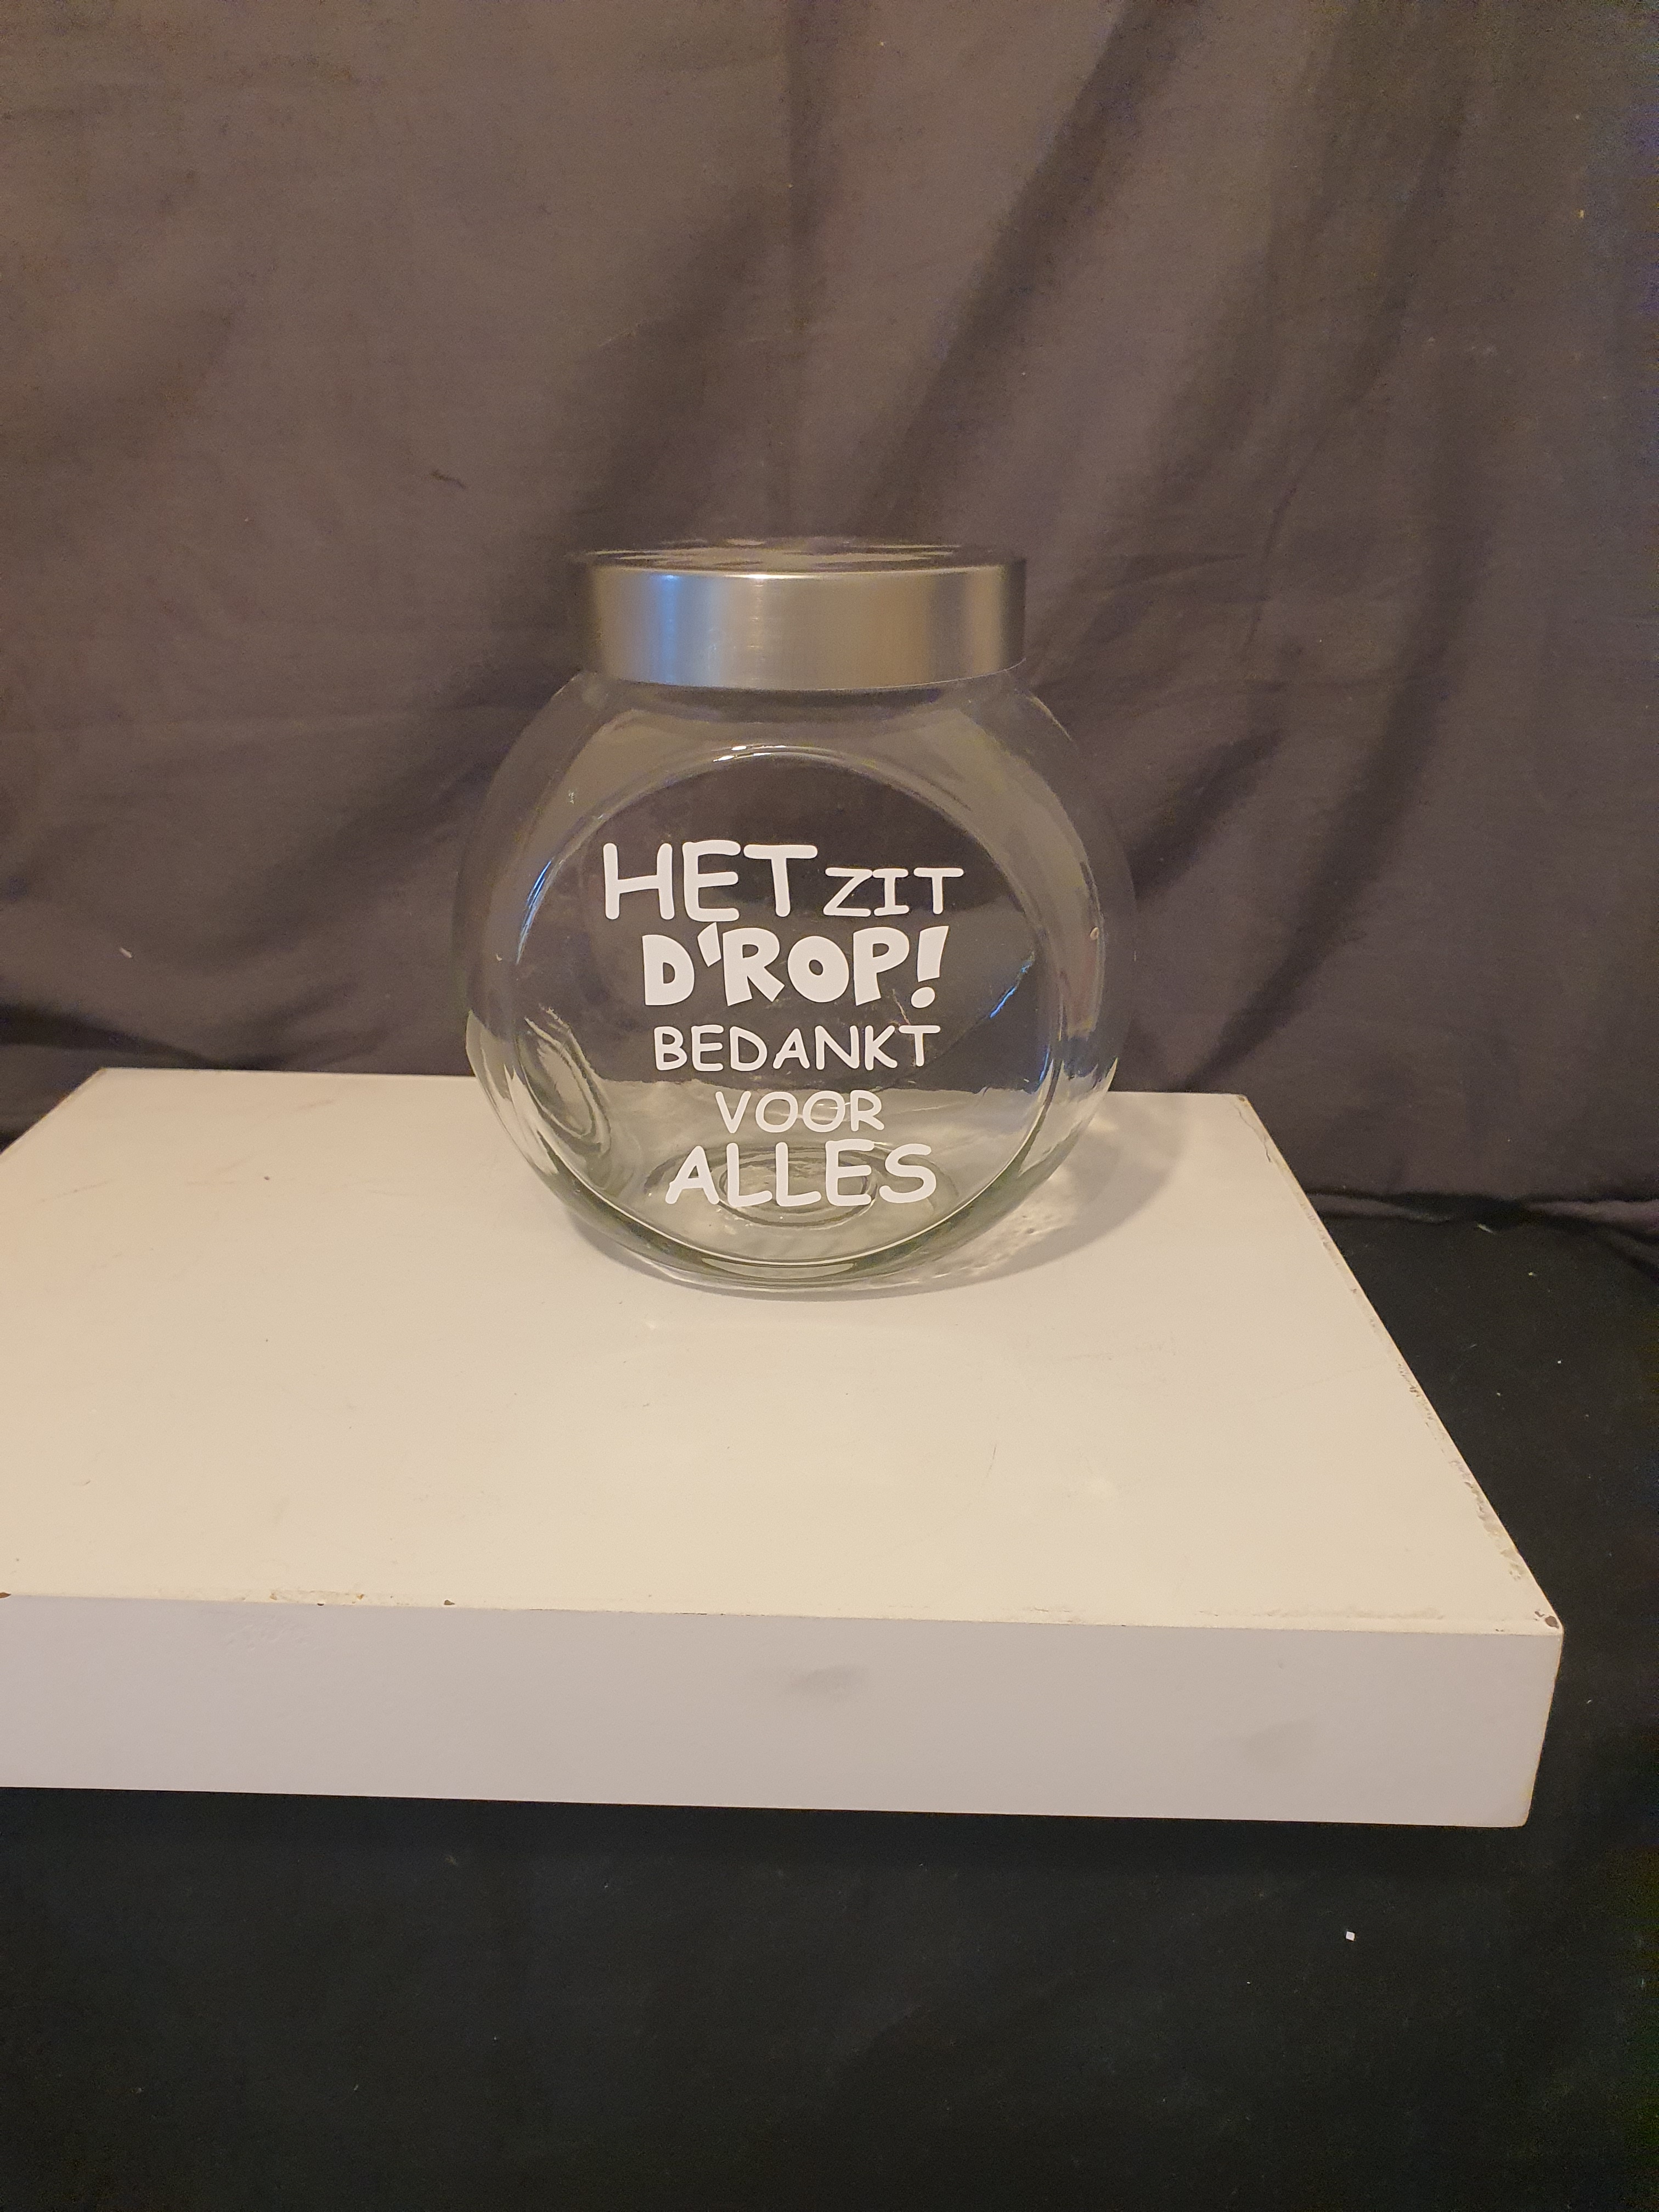 HET ZIT
D'ROP!
BEDANKT
VOOR
ALLES